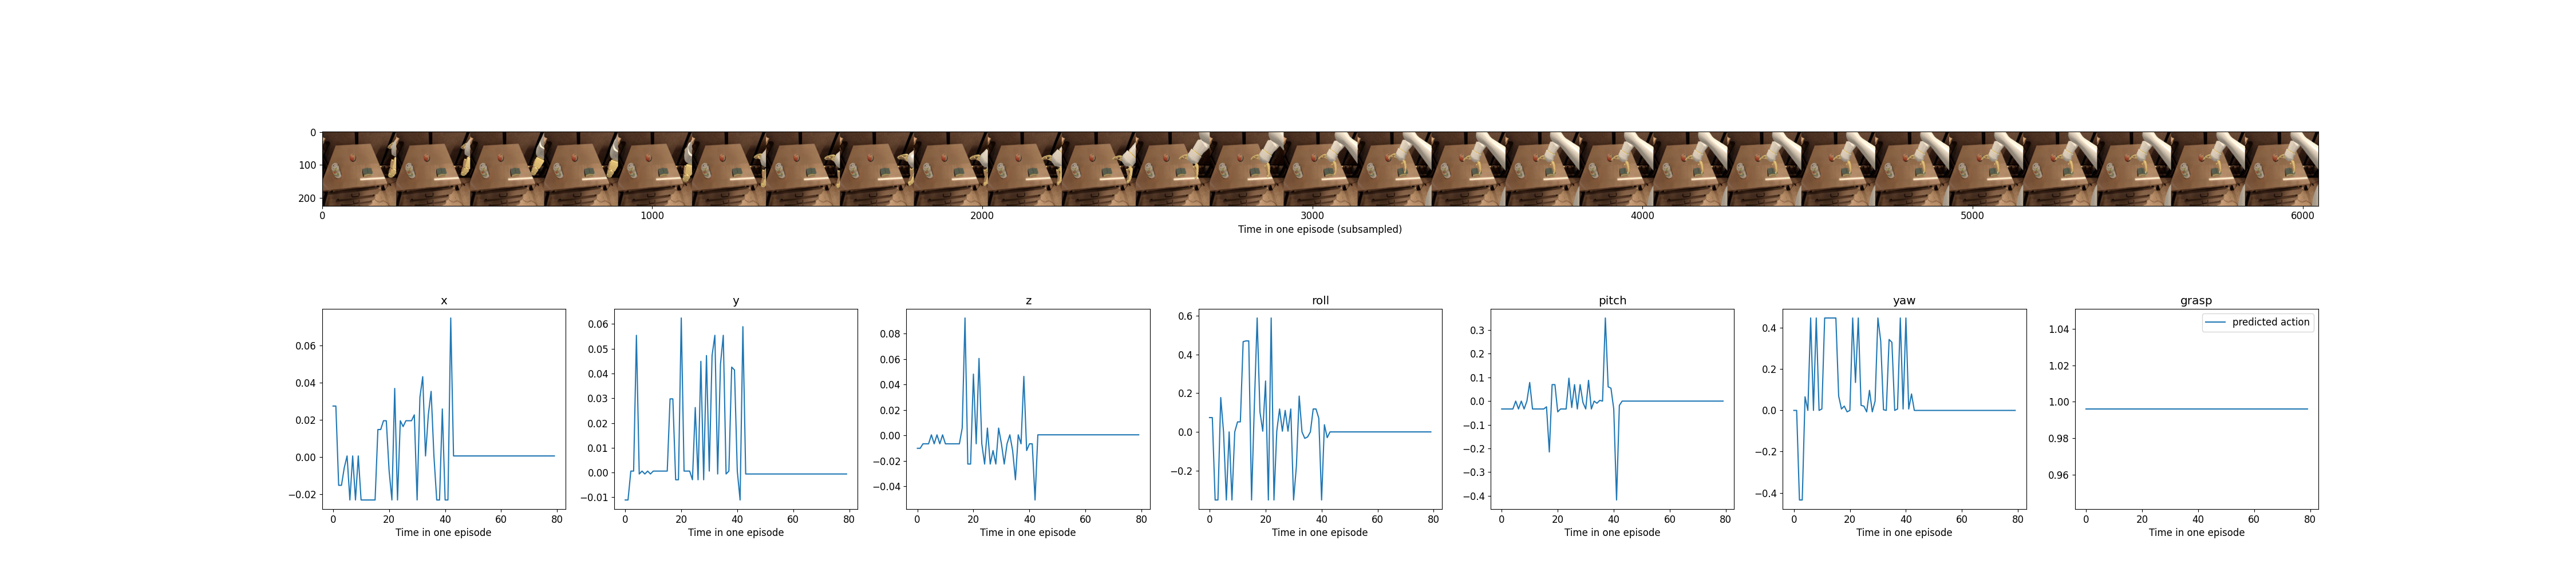 0
100
200
0 1000 2000 3000 4000 5000 6000
Time in one episode (subsampled)
x
0.06
0.04
0.02
0.00
−0.02
0 20 40 60 80
Time in one episode
y
0.06
0.05
0.04
0.03
0.02
0.01
0.00
−0.01
0 20 40 60 80
Time in one episode
z
0.08
0.06
0.04
0.02
0.00
−0.02
−0.04
0 20 40 60 80
Time in one episode
roll
0.6
0.4
0.2
0.0
−0.2
0 20 40 60 80
Time in one episode
pitch
0.3
0.2
0.1
0.0
−0.1
−0.2
−0.3
−0.4
0 20 40 60 80
Time in one episode
yaw
0.4
0.2
0.0
−0.2
−0.4
0 20 40 60 80
Time in one episode
grasp
predicted action
1.04
1.02
1.00
0.98
0.96
0 20 40 60 80
Time in one episode